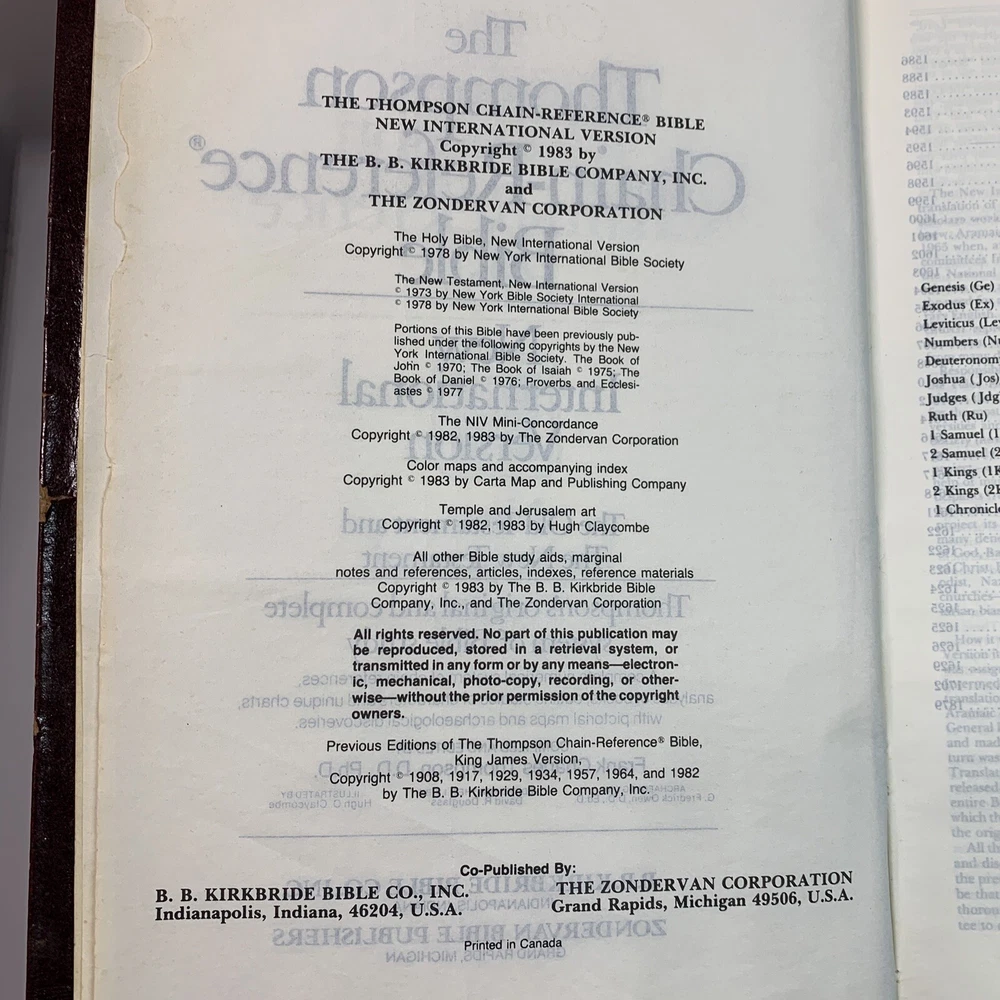 THE THOMPSON CHAIN-REFERENCE® BIBLE
NEW INTERNATIONAL VERSION
Copyright © 1983 by
THE B. B. KIRKBRIDE BIBLE COMPANY, INC.
and
THE ZONDERVAN CORPORATION
The Holy Bible, New International Version
Copyright © 1978 by New York International Bible Society
The New Testament, New International Version
© 1973 by New York Bible Society International
© 1978 by New York International Bible Society
Portions of this Bible have been previously pub-
lished under the following copyrights by the New
York International Bible Society. The Book of
John © 1970; The Book of Isaiah © 1975; The
Book of Daniel © 1976; Proverbs and Ecclesi-
astes © 1977
The NIV Mini-Concordance
Copyright © 1982, 1983 by The Zondervan Corporation
Color maps and accompanying index
Copyright © 1983 by Carta Map and Publishing Company
Temple and Jerusalem art
Copyright © 1982, 1983 by Hugh Claycombe
All other Bible study aids, marginal
notes and references, articles, indexes, reference materials
Copyright © 1983 by The B. B. Kirkbride Bible
Company, Inc., and The Zondervan Corporation
All rights reserved. No part of this publication may
be reproduced, stored in a retrieval system, or
transmitted in any form or by any means—electron-
ic, mechanical, photo-copy, recording, or other-
wise—without the prior permission of the copyright
owners.
Previous Editions of The Thompson Chain-Reference® Bible,
King James Version,
Copyright © 1908, 1917, 1929, 1934, 1957, 1964, and 1982
by The B. B. Kirkbride Bible Company, Inc.
Co-Published By:
B. B. KIRKBRIDE BIBLE CO., INC.
Indianapolis, Indiana, 46204, U.S.A.
THE ZONDERVAN CORPORATION
Grand Rapids, Michigan 49506, U.S.A.
Printed in Canada
Genesis (Ge)
Exodus (Ex)
Leviticus
Numbers
Joshua (Jos)
Judges (Jdg
Ruth (Ru)
1 Samuel
2 Samuel
1 Kings
2 Kings